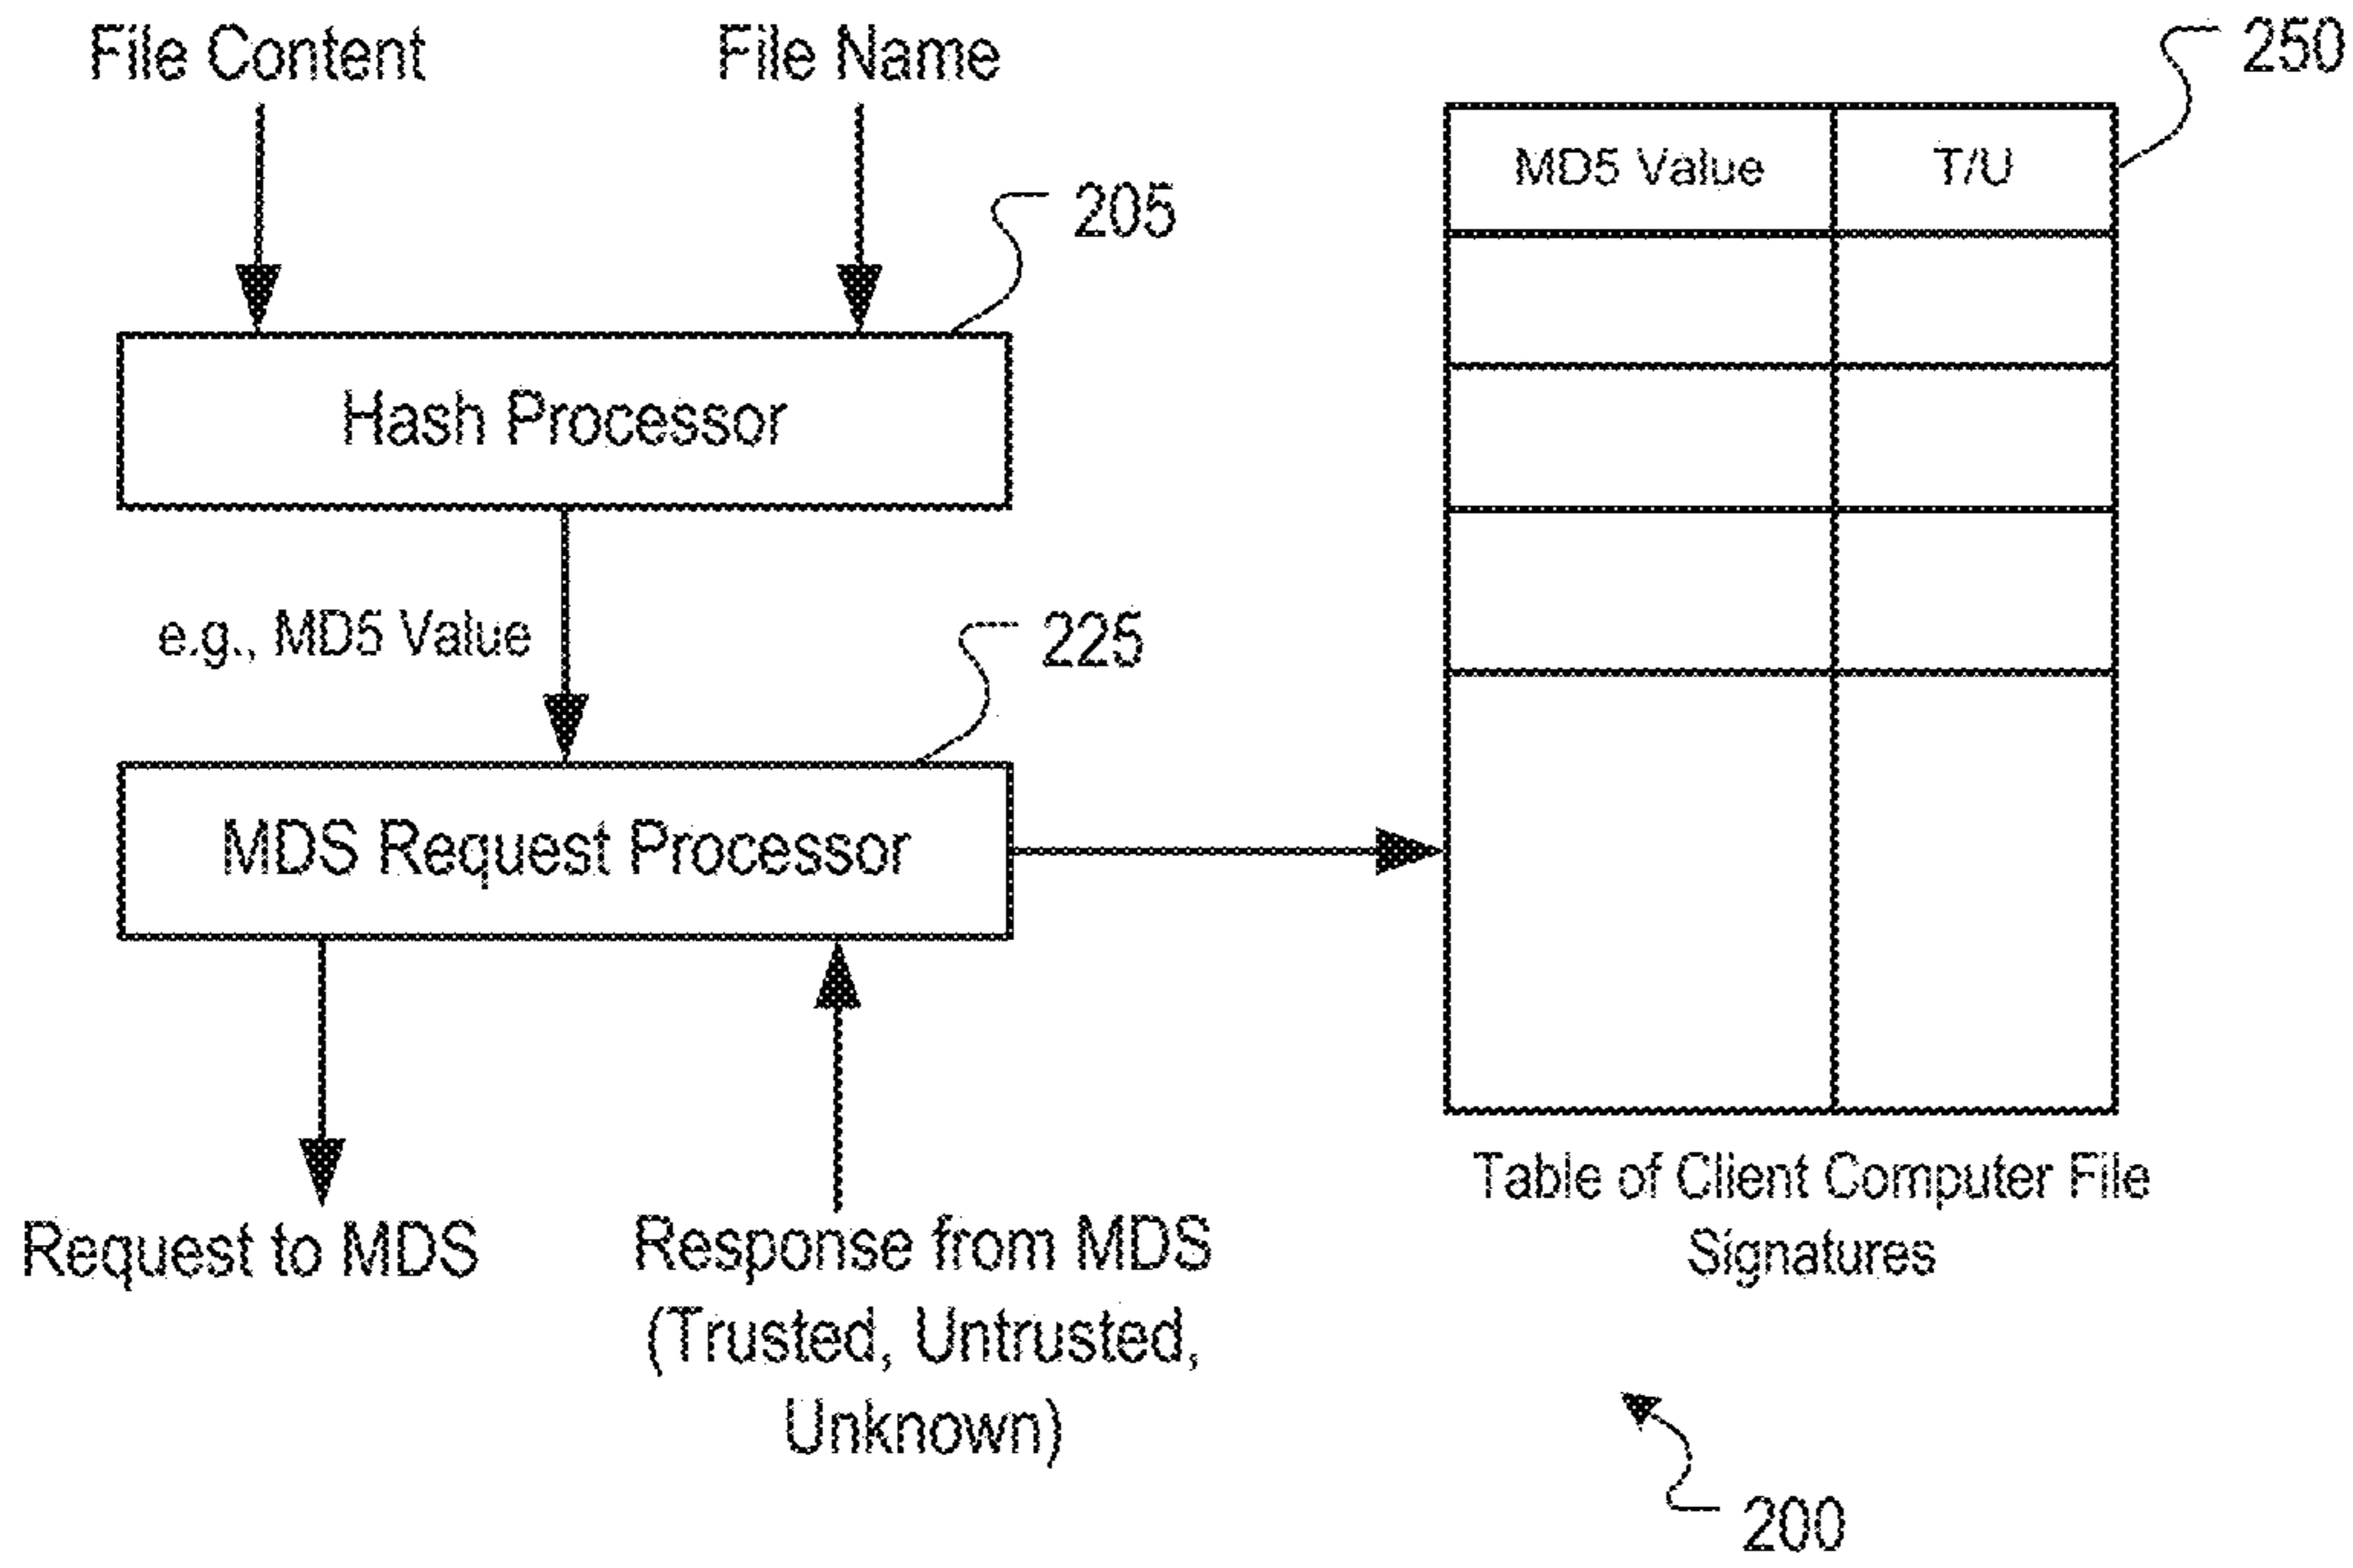 File Content
File Name
250
MD5 Value
T/U
205
Hash Processor
e.g., MD5 Value
225
MDS Request Processor
Request to MDS
Response from MDS
(Trusted, Untrusted,
Unknown)
Table of Client Computer File
Signatures
200